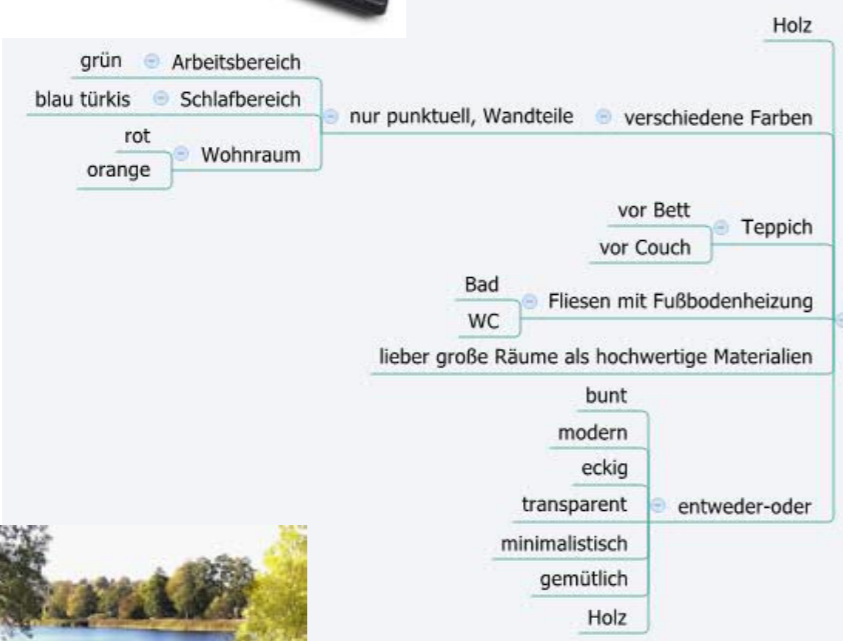 Holz
grün Arbeitsbereich
blau türkis Schlafbereich
nur punktuell, Wandteile verschiedene Farben
rot
Wohnraum
orange
vor Bett
Teppich
vor Couch
Bad
Fliesen mit Fußbodenheizung
WC
lieber große Räume als hochwertige Materialien
bunt
modern
eckig
transparent entweder-oder
minimalistisch
gemütlich
Holz